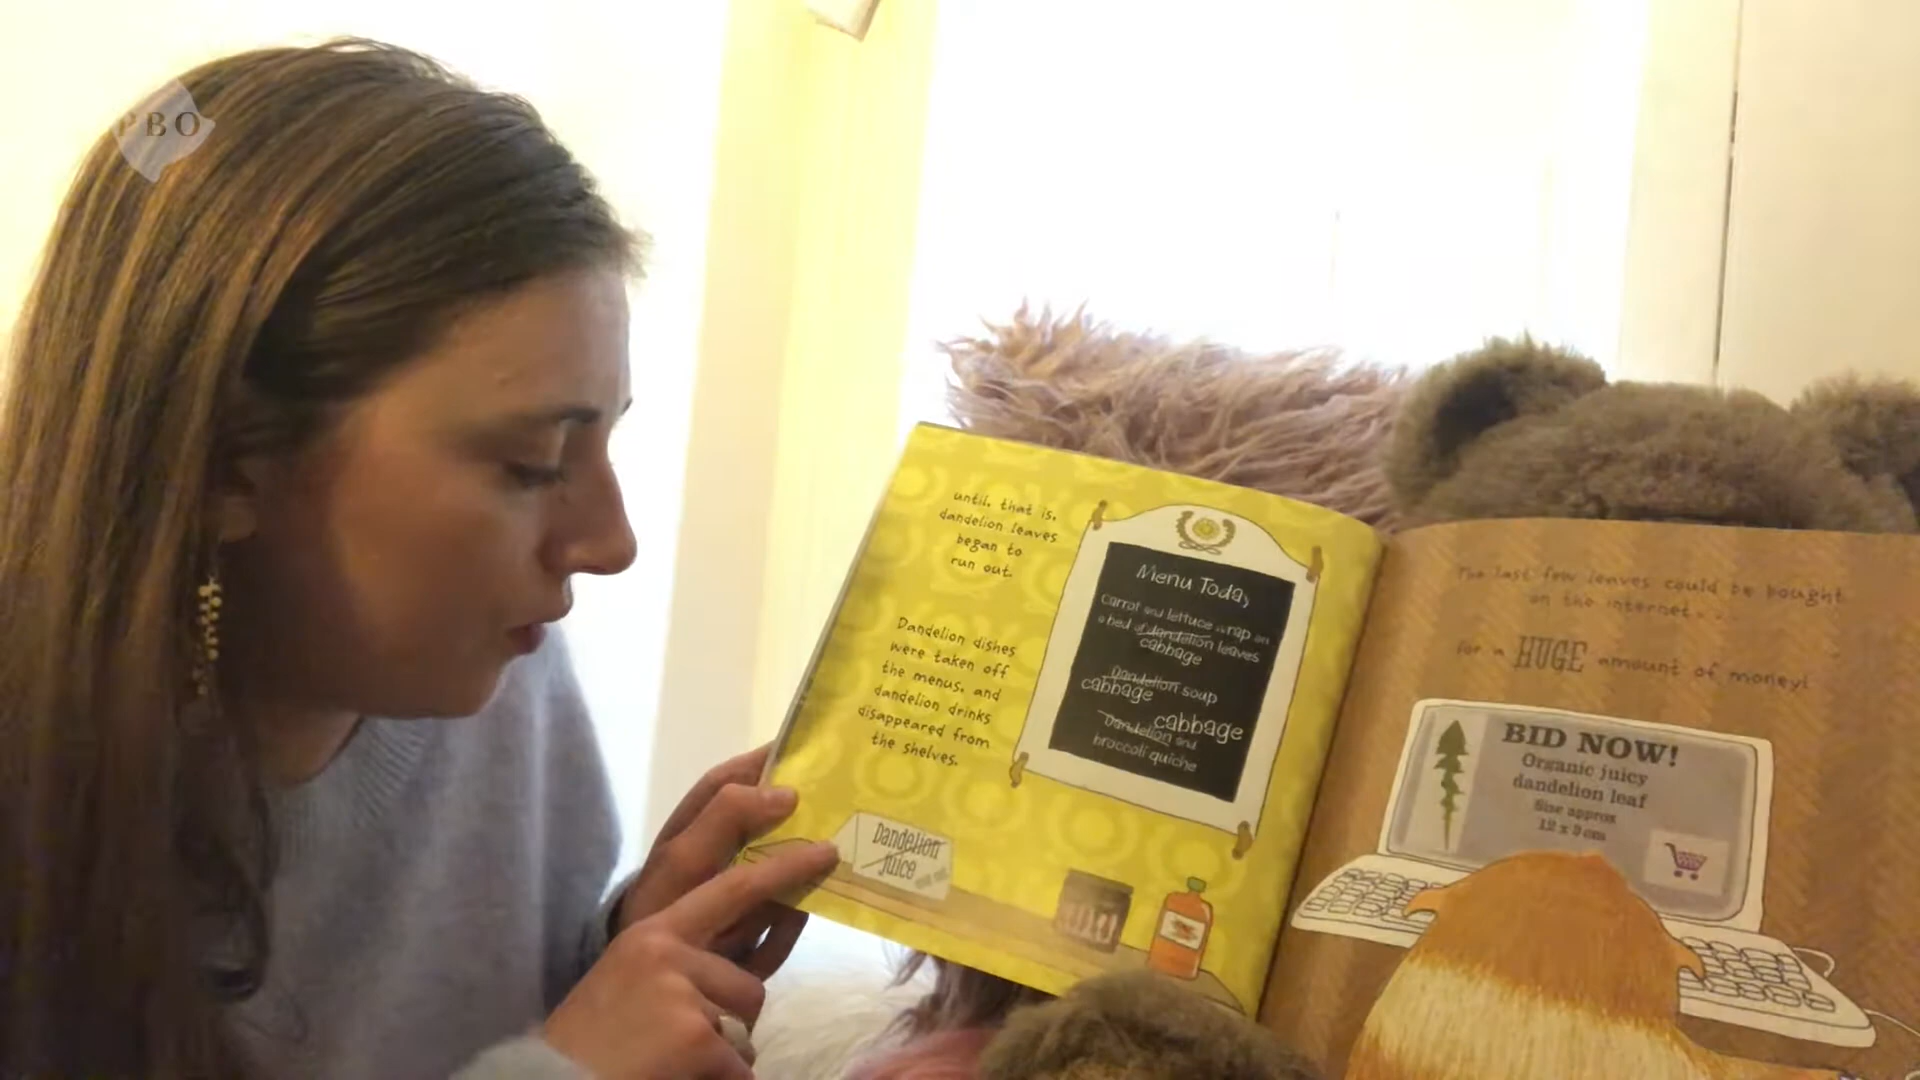 PBO
until, that is,
dandelion leaves
began to
run out.
Dandelion dishes
were taken off
the menus, and
dandelion drinks
disappeared from
the shelves.
Menu Today
Carrot and lettuce wrap on
a bed of dandelion leaves
cabbage
Dandelion soup
cabbage
cabbage
Dandelion and
broccoli quiche
Dandelion
juice
The last few leaves could be bought
on the internet...
for a HUGE amount of money!
BID NOW!
Organic juicy
dandelion leaf
Size approx
12 x 3 cm